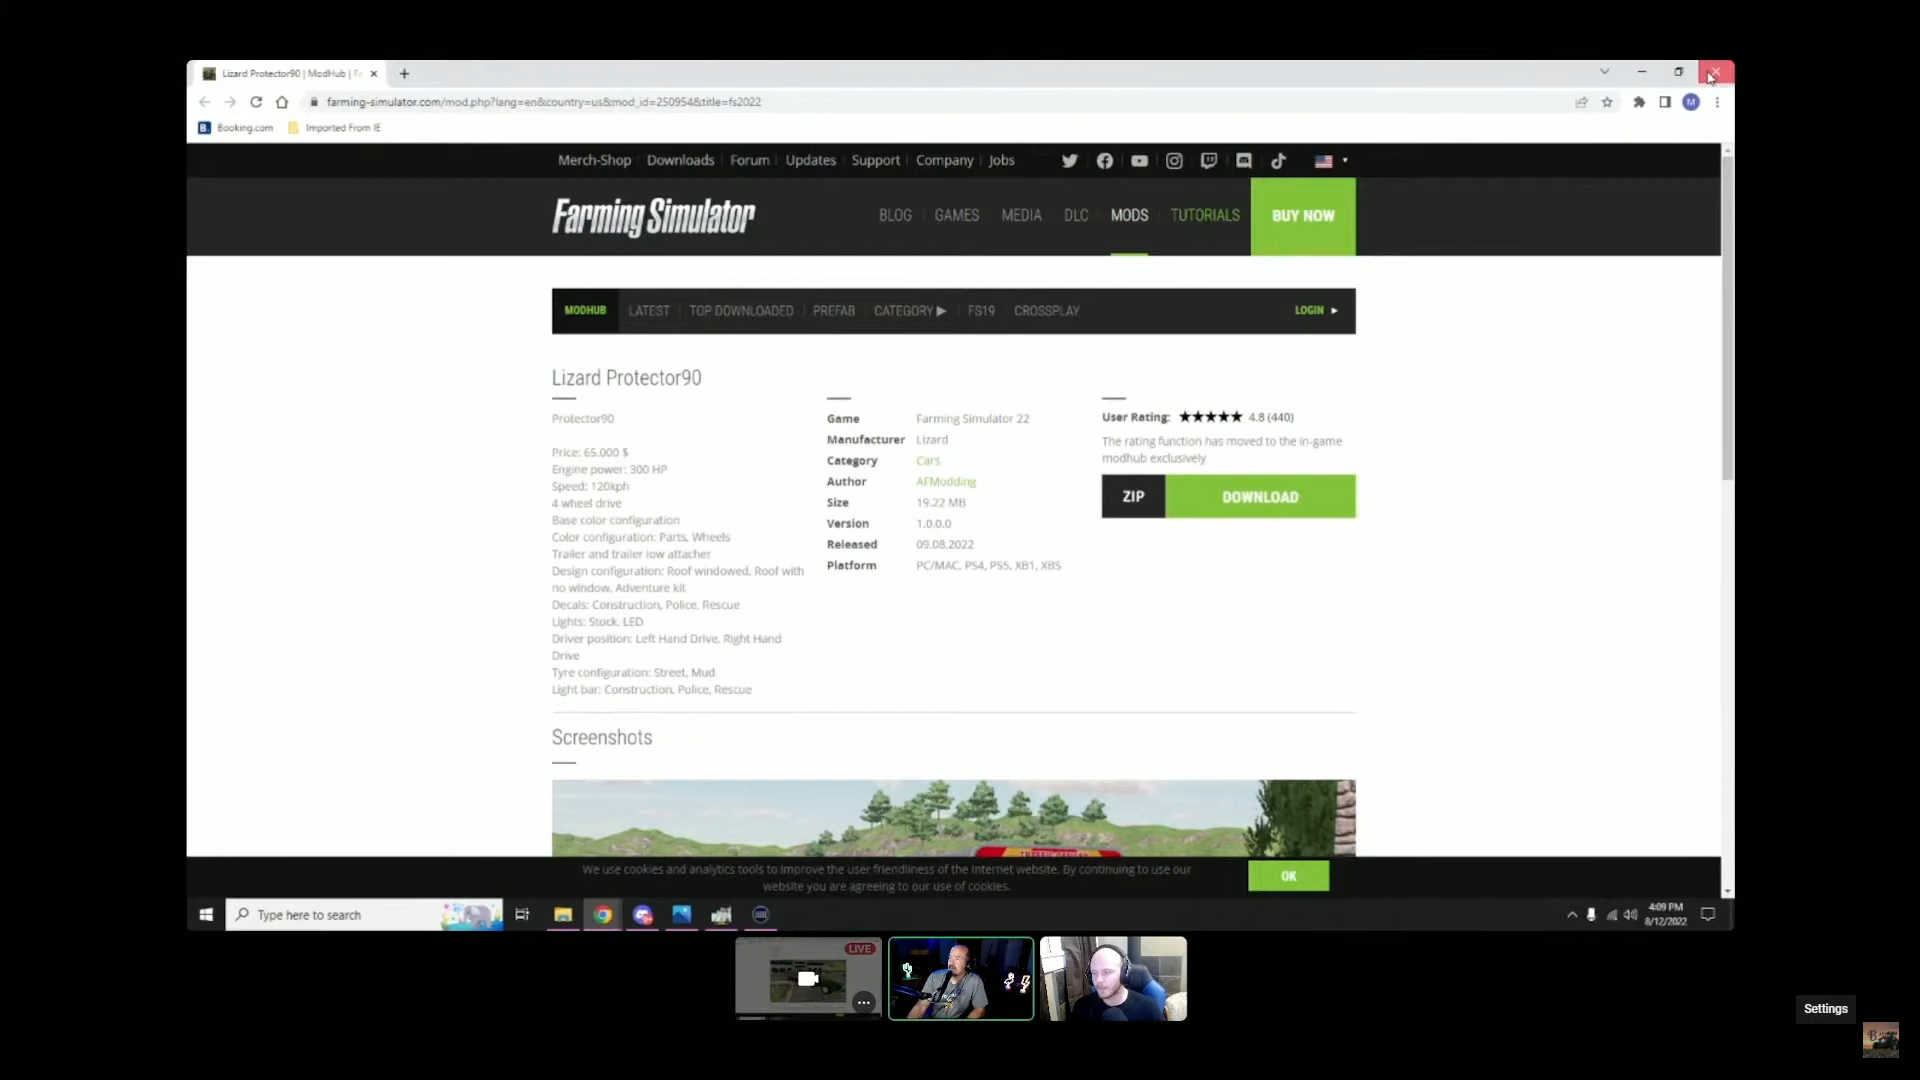 Lizard Protector90 | ModHub | Fa
farming-simulator.com/mod.php?lang=en&country=us&mod_id=250954&title=fs2022
M
B. Booking.com Imported From IE
Merch-Shop Downloads Forum Updates Support Company Jobs
Farming Simulator
BLOG GAMES MEDIA DLC MODS TUTORIALS BUY NOW
MODHUB LATEST TOP DOWNLOADED PREFAB CATEGORY ▶ FS19 CROSSPLAY LOGIN ▶
Lizard Protector90
Protector90
Price: 65.000 $
Engine power: 300 HP
Speed: 120kph
4 wheel drive
Base color configuration
Color configuration: Parts, Wheels
Trailer and trailer low attacher
Design configuration: Roof windowed, Roof with
no window, Adventure kit
Decals: Construction, Police, Rescue
Lights: Stock, LED
Driver position: Left Hand Drive, Right Hand
Drive
Tyre configuration: Street, Mud
Light bar: Construction, Police, Rescue
Game Farming Simulator 22
Manufacturer Lizard
Category Cars
Author AFModding
Size 19.22 MB
Version 1.0.0.0
Released 09.08.2022
Platform PC/MAC, PS4, PS5, XB1, XBS
User Rating: ★★★★★ 4.8 (440)
The rating function has moved to the in-game
modhub exclusively
ZIP DOWNLOAD
Screenshots
We use cookies and analytics tools to improve the user friendliness of the Internet website. By continuing to use our
website you are agreeing to our use of cookies.
OK
Type here to search
4:09 PM
8/12/2022
LIVE
Settings